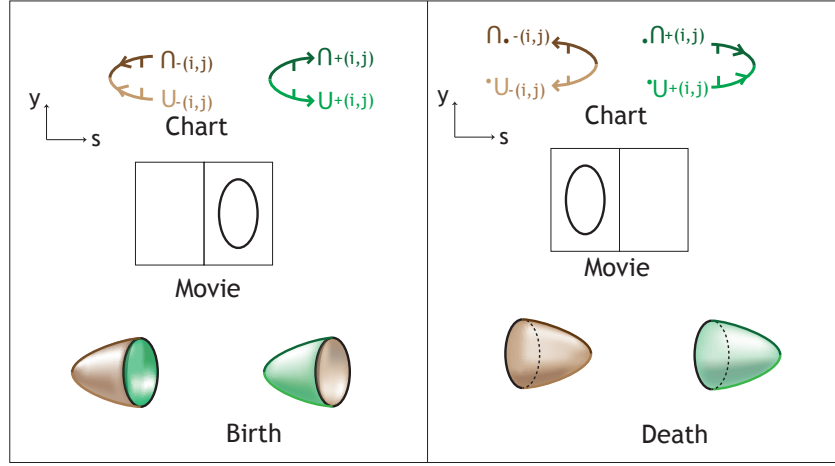 ∩-(i,j)
∪-(i,j)
∩+(i,j)
∪+(i,j)
y
s
Chart
Movie
Birth
∩•-(i,j)
•∪-(i,j)
•∩+(i,j)
•∪+(i,j)
y
s
Chart
Movie
Death